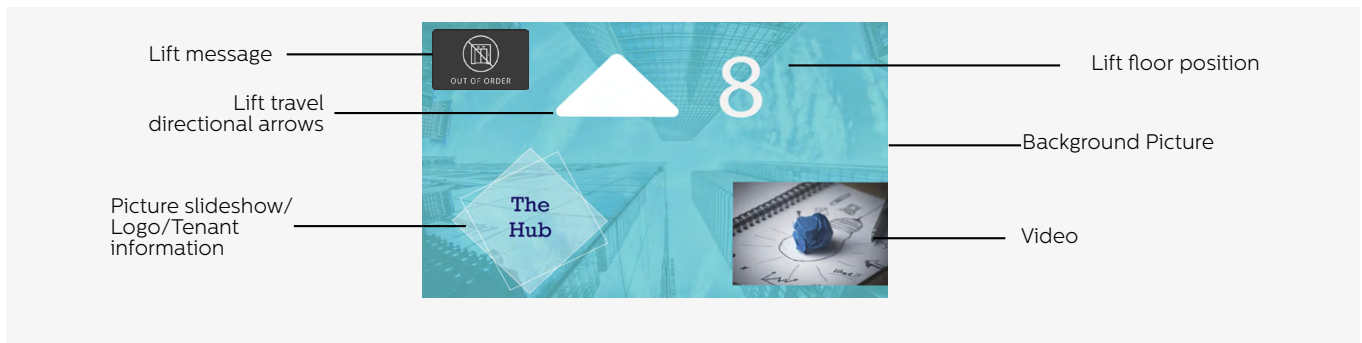 Lift message
OUT OF ORDER
8
Lift floor position
Lift travel
directional arrows
Background Picture
Picture slideshow/
Logo/Tenant
information
The
Hub
What?!
Video